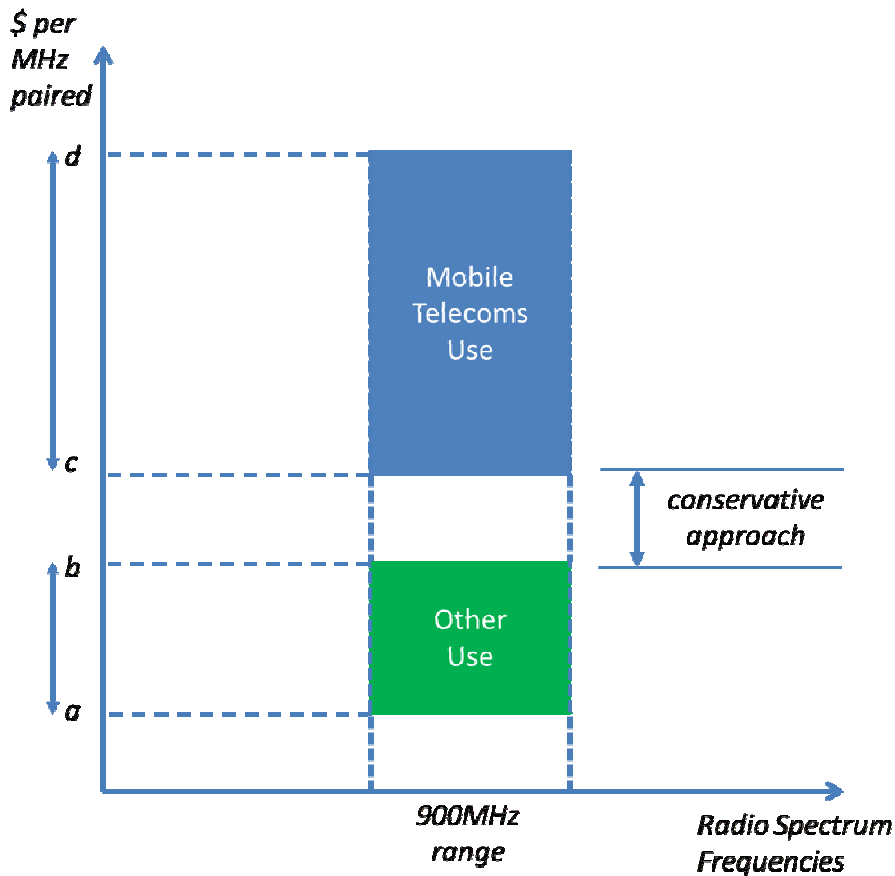 $ per
MHz
paired
d
Mobile
Telecoms
Use
c
conservative
approach
b
Other
Use
a
900MHz
range
Radio Spectrum
Frequencies